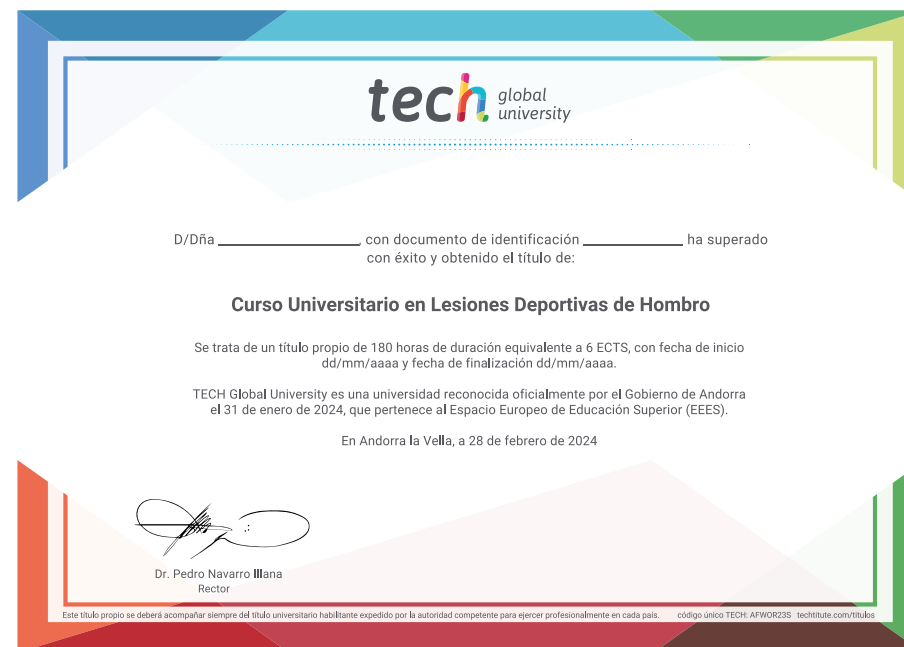 tech global university
D/Dña ____________________, con documento de identificación ______________ ha superado
con éxito y obtenido el título de:
Curso Universitario en Lesiones Deportivas de Hombro
Se trata de un título propio de 180 horas de duración equivalente a 6 ECTS, con fecha de inicio
dd/mm/aaaa y fecha de finalización dd/mm/aaaa.
TECH Global University es una universidad reconocida oficialmente por el Gobierno de Andorra
el 31 de enero de 2024, que pertenece al Espacio Europeo de Educación Superior (EEES).
En Andorra la Vella, a 28 de febrero de 2024
Dr. Pedro Navarro Illana
Rector
Este título propio se deberá acompañar siempre del título universitario habilitante expedido por la autoridad competente para ejercer profesionalmente en cada país. código único TECH: AFWOR23S techtitute.com/titulos